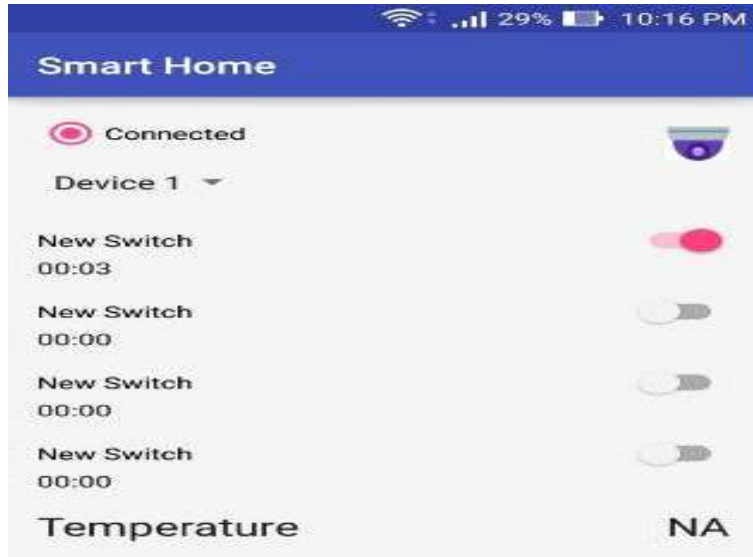 29% 10:16 PM
Smart Home
Connected
Device 1
New Switch
00:03
New Switch
00:00
New Switch
00:00
New Switch
00:00
Temperature NA